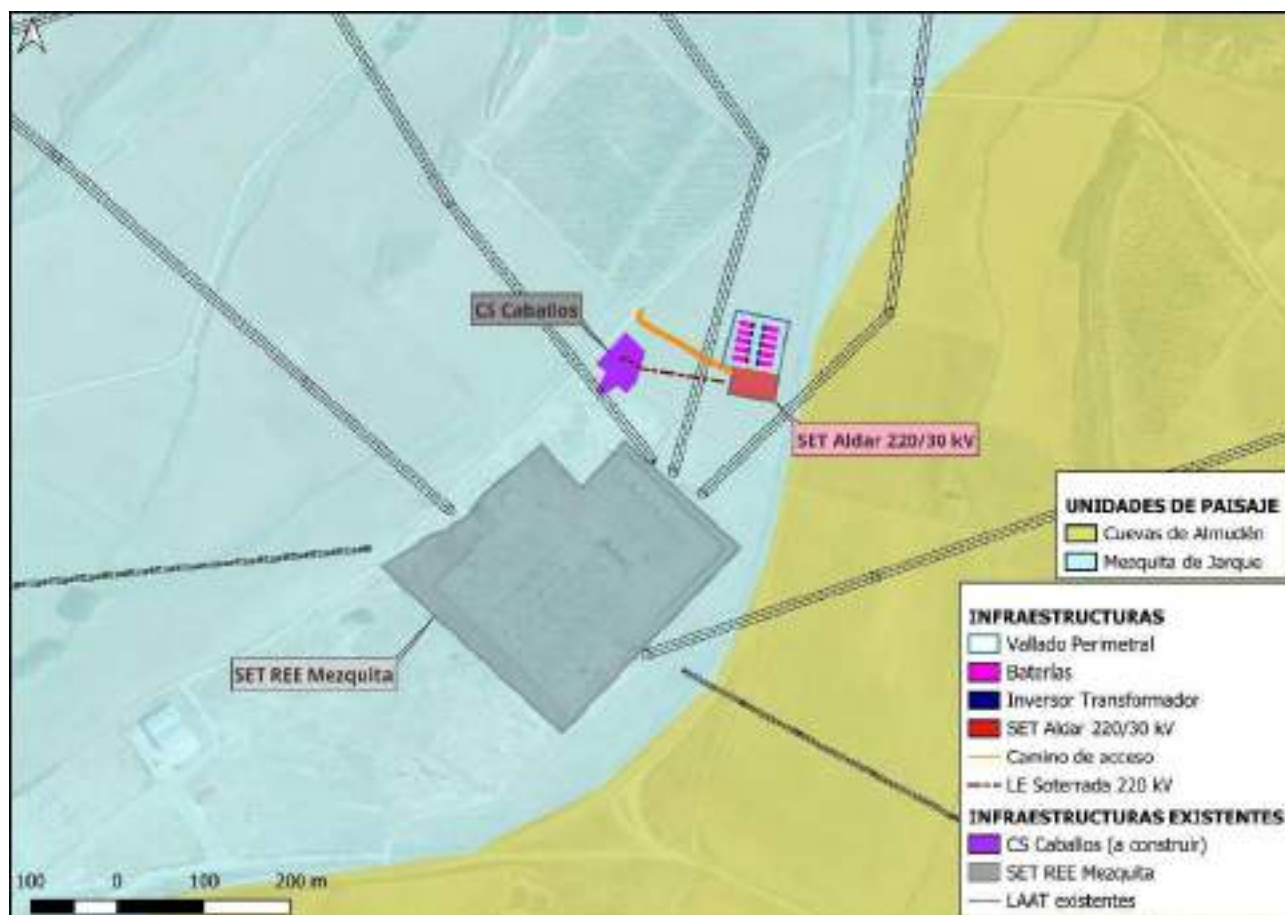 CS Caballos
SET Aldar 220/30 kV
SET REE Mezquita
UNIDADES DE PAISAJE
Cuevas de Almudén
Mezquita de Jarque
INFRAESTRUCTURAS
Vallado Perimetral
Baterías
Inversor Transformador
SET Aldar 220/30 kV
Camino de acceso
LE Soterrada 220 kV
INFRAESTRUCTURAS EXISTENTES
CS Caballos (a construir)
SET REE Mezquita
LAAT existentes
100 0 100 200 m